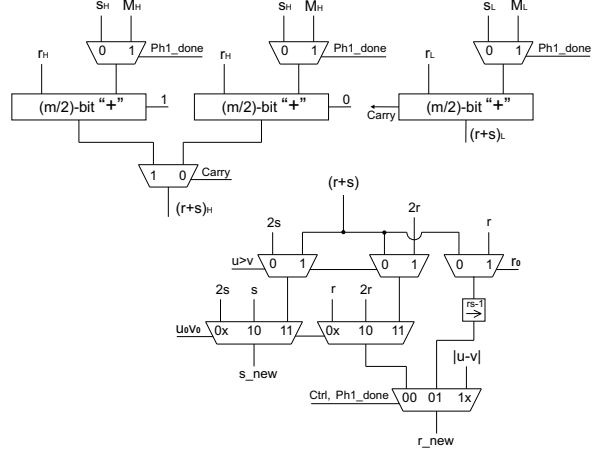 sH MH sH MH sL ML
0 1 Ph1_done 0 1 Ph1_done 0 1 Ph1_done
rH rH rL
(m/2)-bit “+” 1 (m/2)-bit “+” 0 Carry (m/2)-bit “+”
(r+s)L
1 0 Carry
(r+s)H
(r+s)
2s 2r r
u>v 0 1 0 1 0 1 r0
2s s r 2r rs-1
u0v0 0x 10 11 0x 10 11
s_new |u-v|
Ctrl, Ph1_done 00 01 1x
r_new